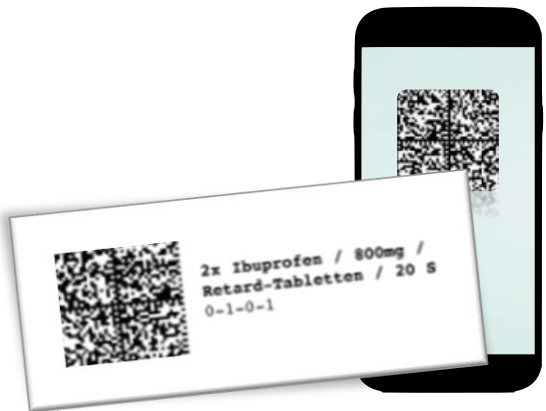 2x Ibuprofen / 800mg /
Retard-Tabletten / 20 S
0-1-0-1